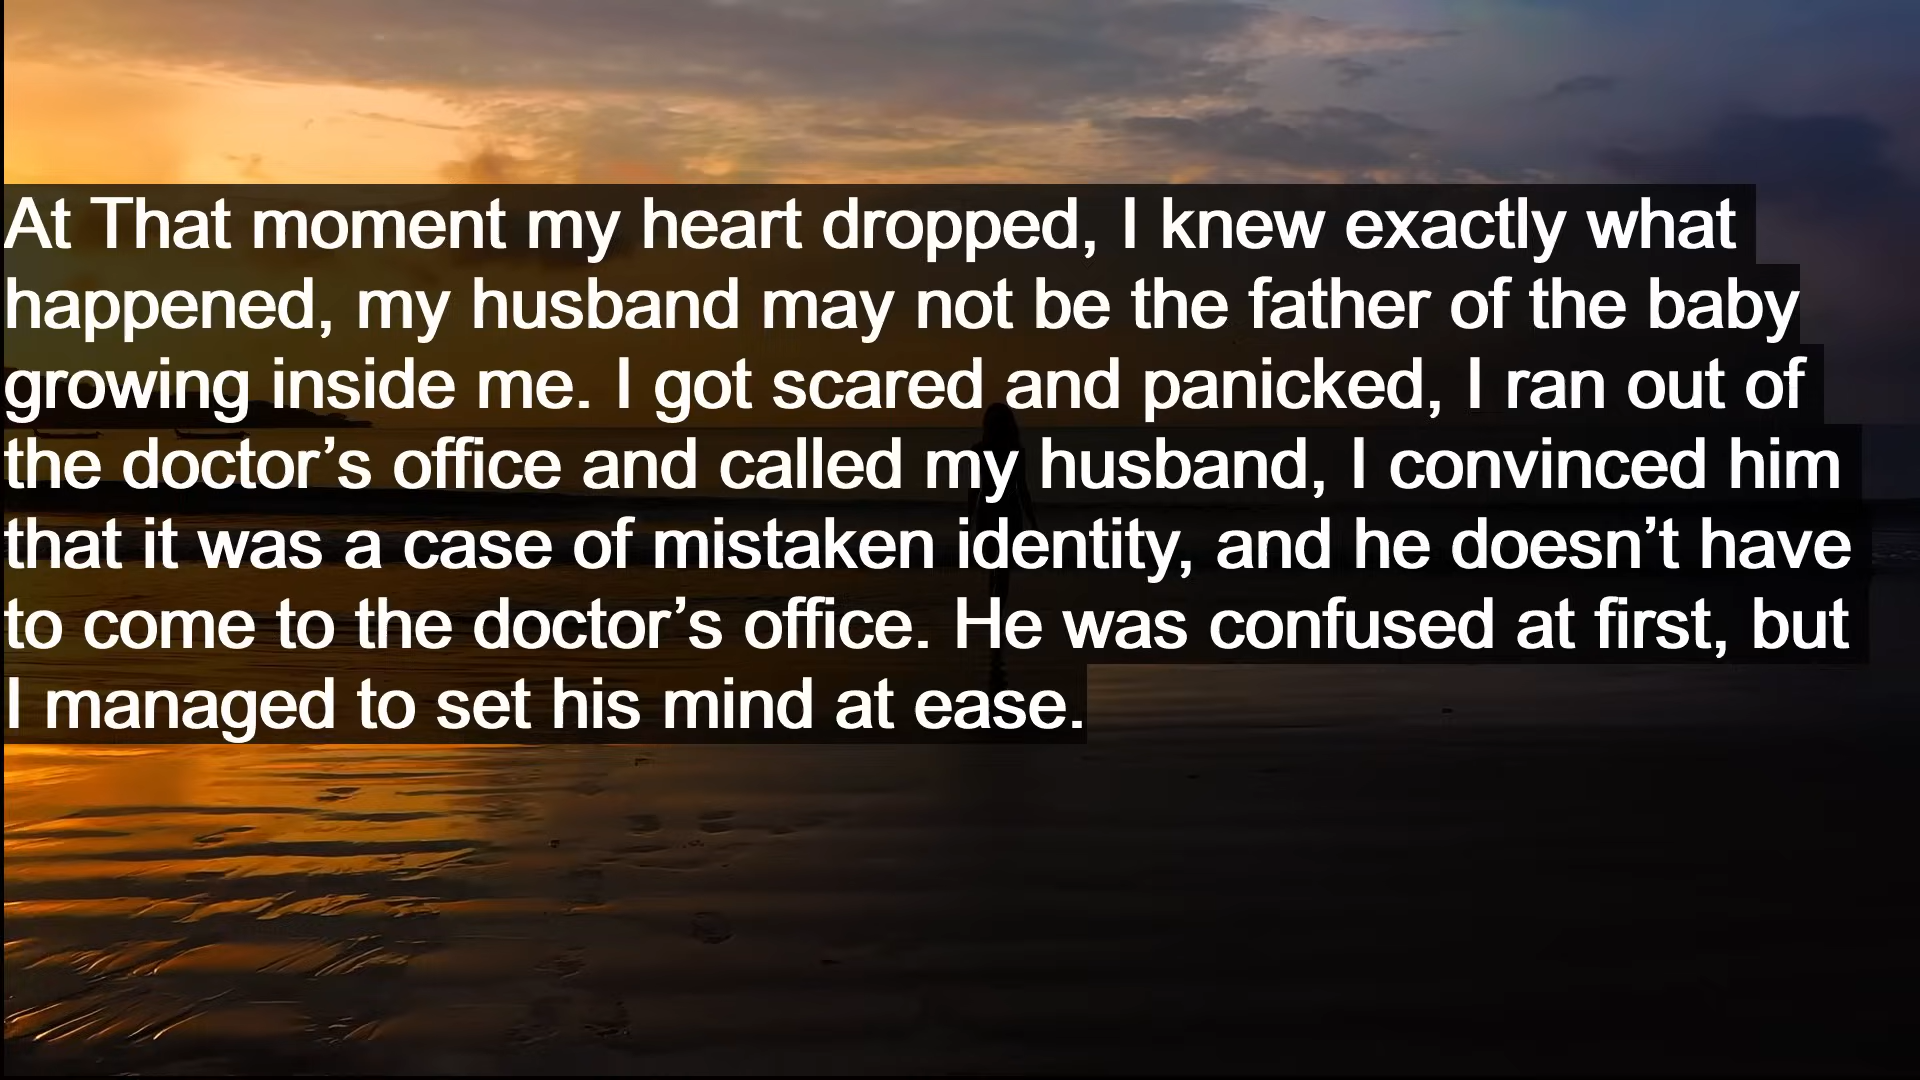 At That moment my heart dropped, I knew exactly what
happened, my husband may not be the father of the baby
growing inside me. I got scared and panicked, I ran out of
the doctor’s office and called my husband, I convinced him
that it was a case of mistaken identity, and he doesn’t have
to come to the doctor’s office. He was confused at first, but
I managed to set his mind at ease.